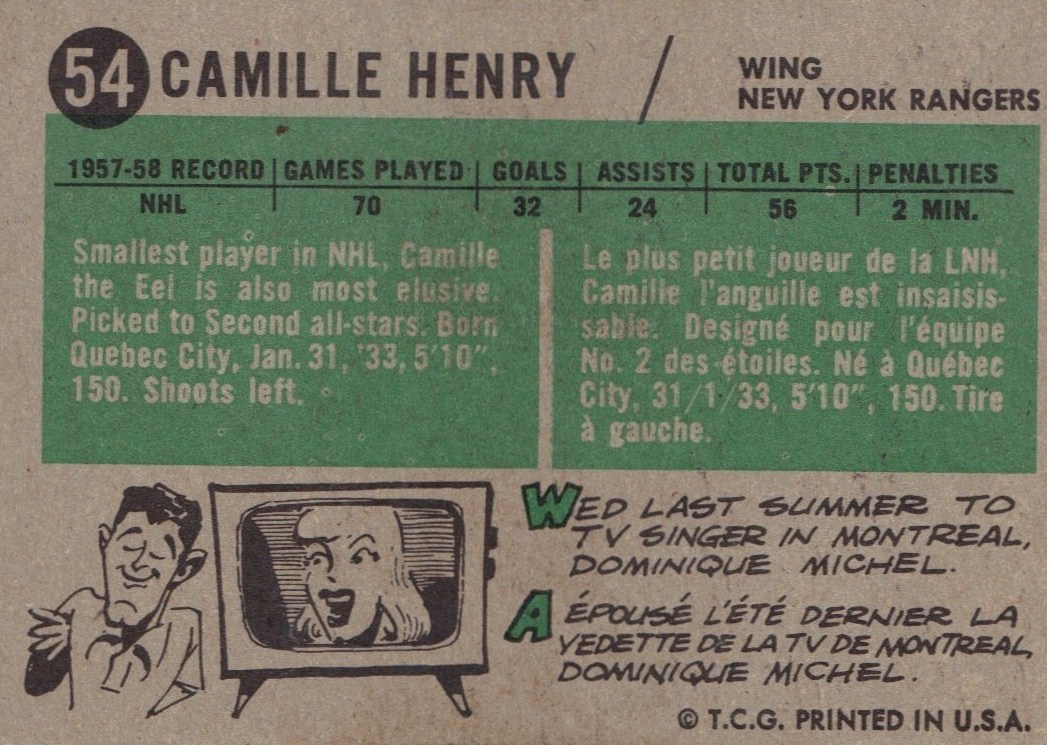 54 CAMILLE HENRY / WING
NEW YORK RANGERS
1957-58 RECORD | GAMES PLAYED | GOALS | ASSISTS | TOTAL PTS. | PENALTIES
NHL | 70 | 32 | 24 | 56 | 2 MIN.
Smallest player in NHL, Camille
the Eel is also most elusive.
Picked to Second all-stars. Born
Quebec City, Jan. 31, '33, 5'10",
150. Shoots left.
Le plus petit joueur de la LNH,
Camille l'anguille est insaisis-
sable. Designé pour l'équipe
No. 2 des étoiles. Né à Québec
City, 31/1/33, 5'10", 150. Tire
à gauche.
WED LAST SUMMER TO
TV SINGER IN MONTREAL,
DOMINIQUE MICHEL.
A ÉPOUSÉ L'ÉTÉ DERNIER LA
VEDETTE DE LA TV DE MONTREAL,
DOMINIQUE MICHEL.
© T.C.G. PRINTED IN U.S.A.